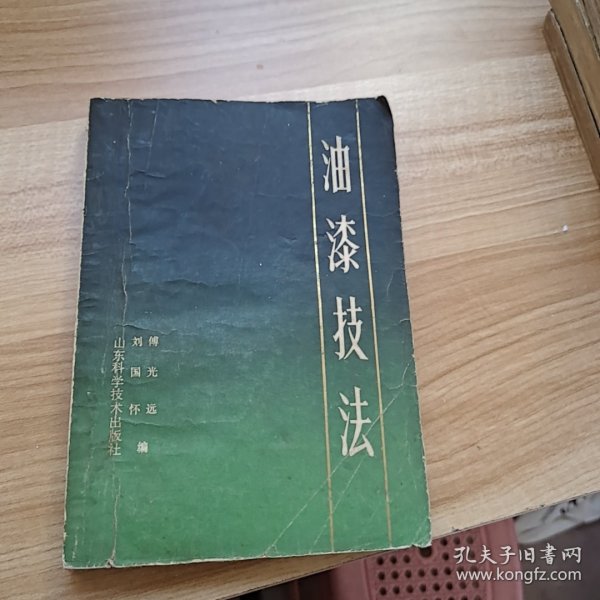 油漆技法
傅光远
刘国怀
编
山东科学技术出版社
孔夫子旧书网
www.kongfz.com